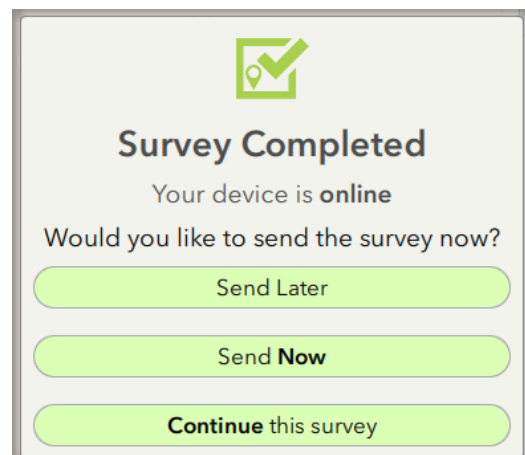 Survey Completed
Your device is online
Would you like to send the survey now?
Send Later
Send Now
Continue this survey